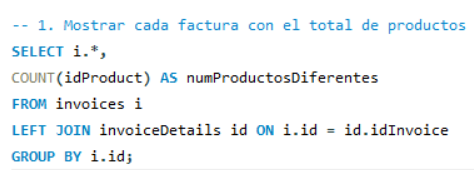 -- 1. Mostrar cada factura con el total de productos
SELECT i.*,
COUNT(idProduct) AS numProductosDiferentes
FROM invoices i
LEFT JOIN invoiceDetails id ON i.id = id.idInvoice
GROUP BY i.id;